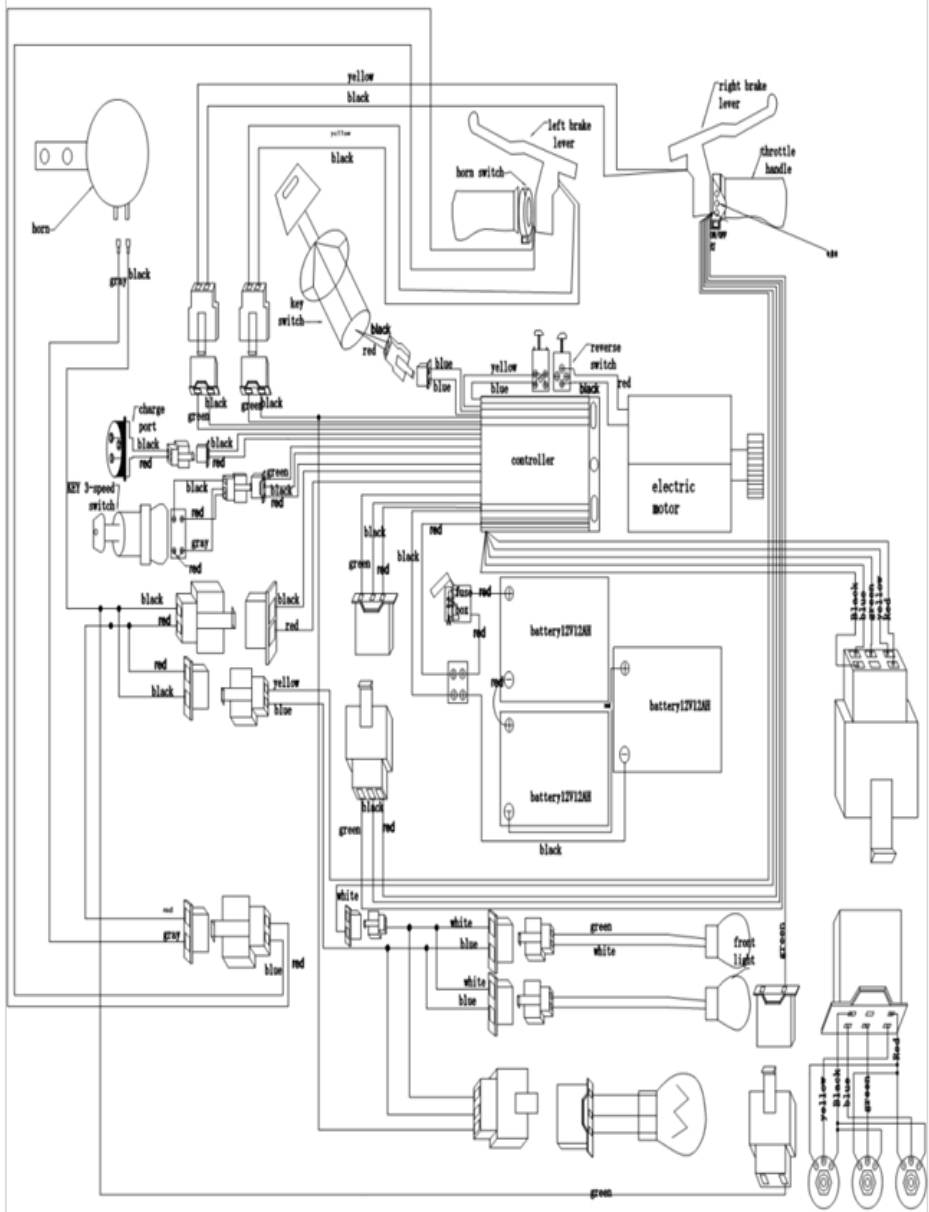 yellow
black
right brake
lever
yellow
black
left brake
lever
horn switch
throttle
handle
horn
gray
black
key
switch
black
red
blue
blue
yellow
blue
reverse
switch
black
red
green
black
green
black
charge
port
black
red
black
red
KEY 3-speed
switch
black
red
gray
red
green
black
red
controller
electric
motor
black
green
red
black
red
fuse
box
red
battery12V12AH
red
battery12V12AH
battery12V12AH
black
Black
blue
green
yellow
Red
black
red
black
red
red
black
yellow
blue
green
black
red
red
gray
blue
red
white
white
blue
green
white
front
light
white
blue
green
green
yellow
Black
blue
green
Red